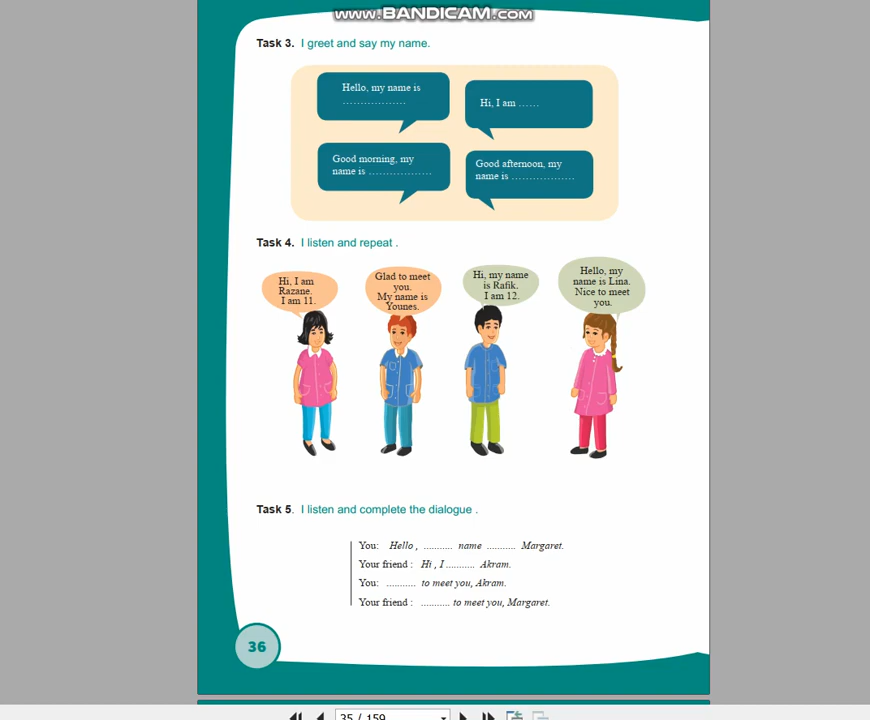 WWW.BANDICAM.COM
Task 3. I greet and say my name.
Hello, my name is
..................
Hi, I am ......
Good morning, my
name is ..................
Good afternoon, my
name is ..................
Task 4. I listen and repeat .
Hi, I am
Razane.
I am 11.
Glad to meet
you.
My name is
Younes.
Hi, my name
is Rafik.
I am 12.
Hello, my
name is Lina.
Nice to meet
you.
Task 5. I listen and complete the dialogue .
You: Hello , ........... name ........... Margaret.
Your friend : Hi , I ........... Akram.
You: ........... to meet you, Akram.
Your friend : ........... to meet you, Margaret.
36
35 / 159